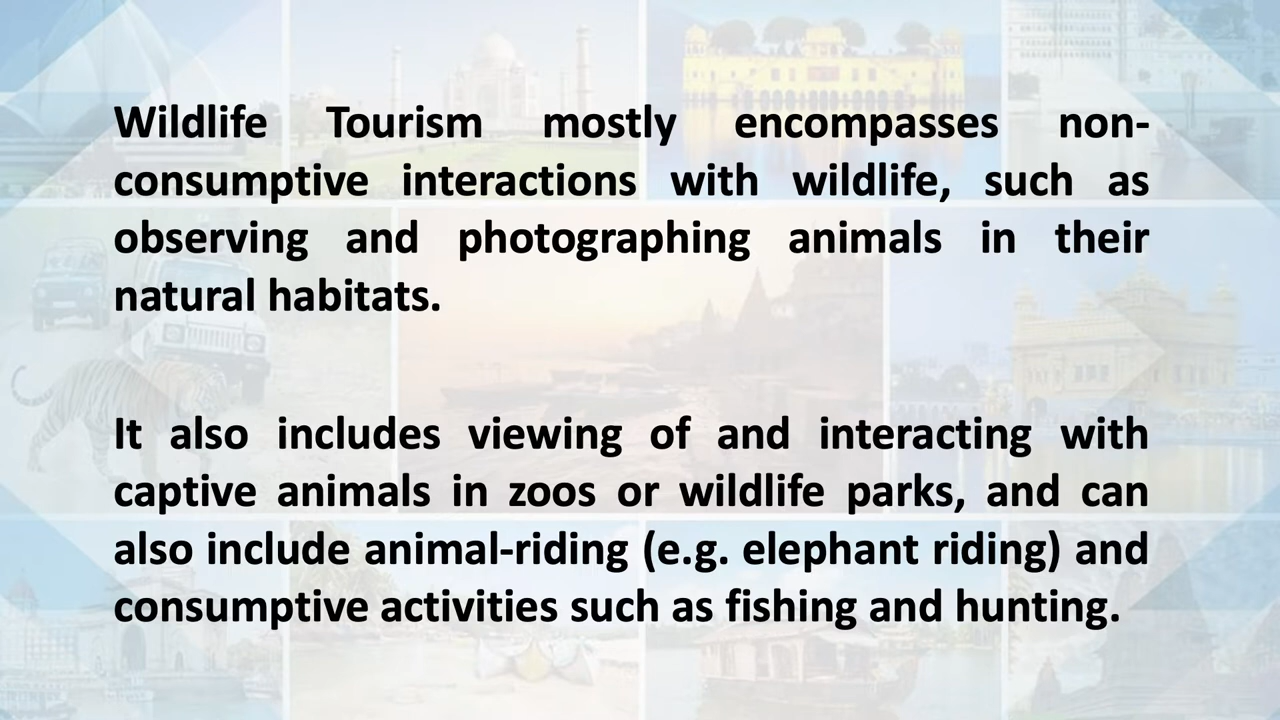 Wildlife Tourism mostly encompasses non-
consumptive interactions with wildlife, such as
observing and photographing animals in their
natural habitats.
It also includes viewing of and interacting with
captive animals in zoos or wildlife parks, and can
also include animal-riding (e.g. elephant riding) and
consumptive activities such as fishing and hunting.